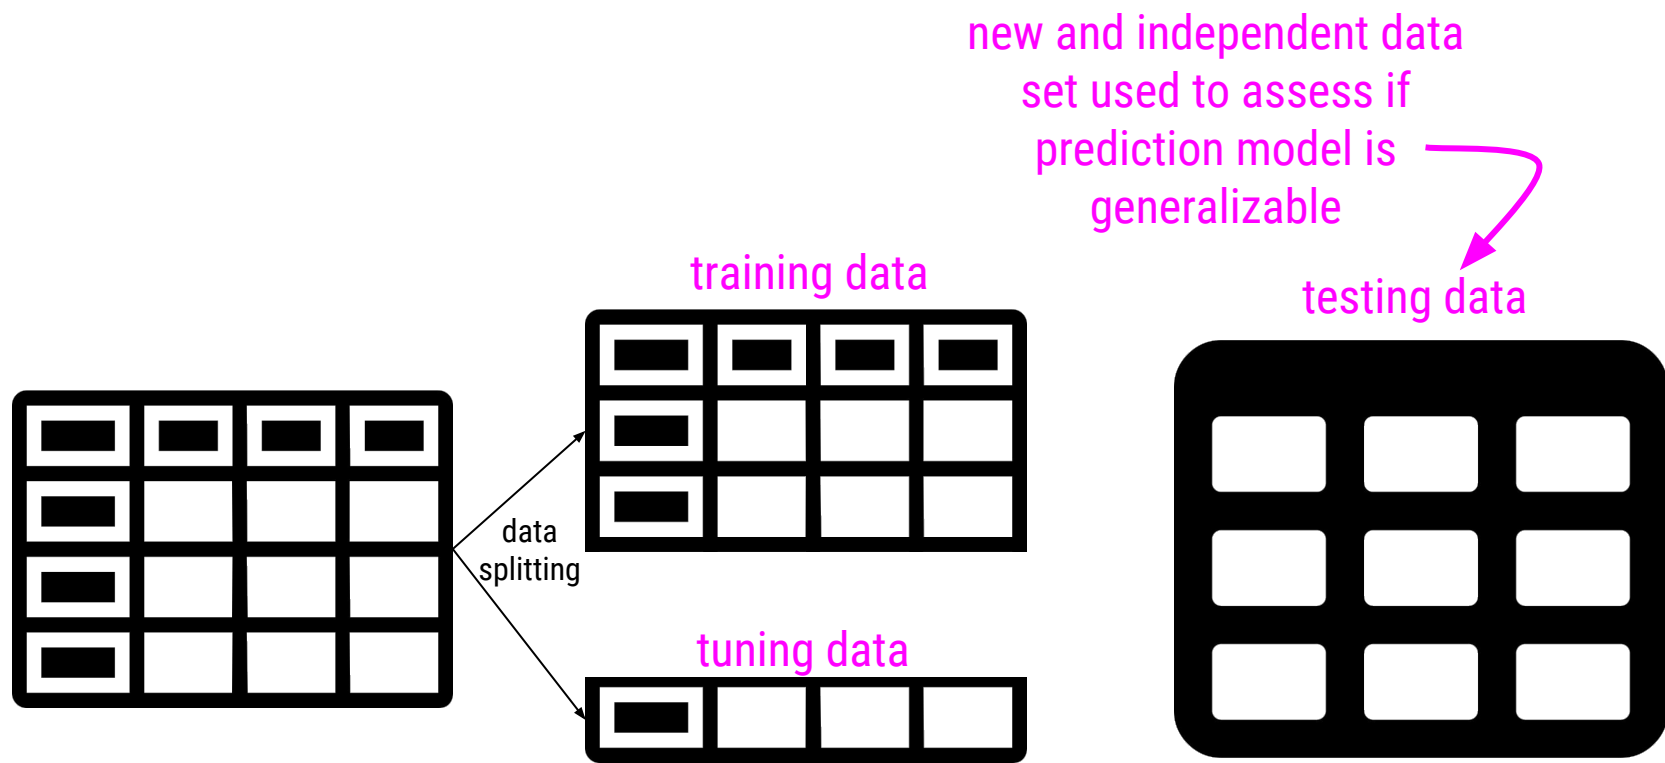 new and independent data
set used to assess if
prediction model is
generalizable
training data
testing data
data
splitting
tuning data